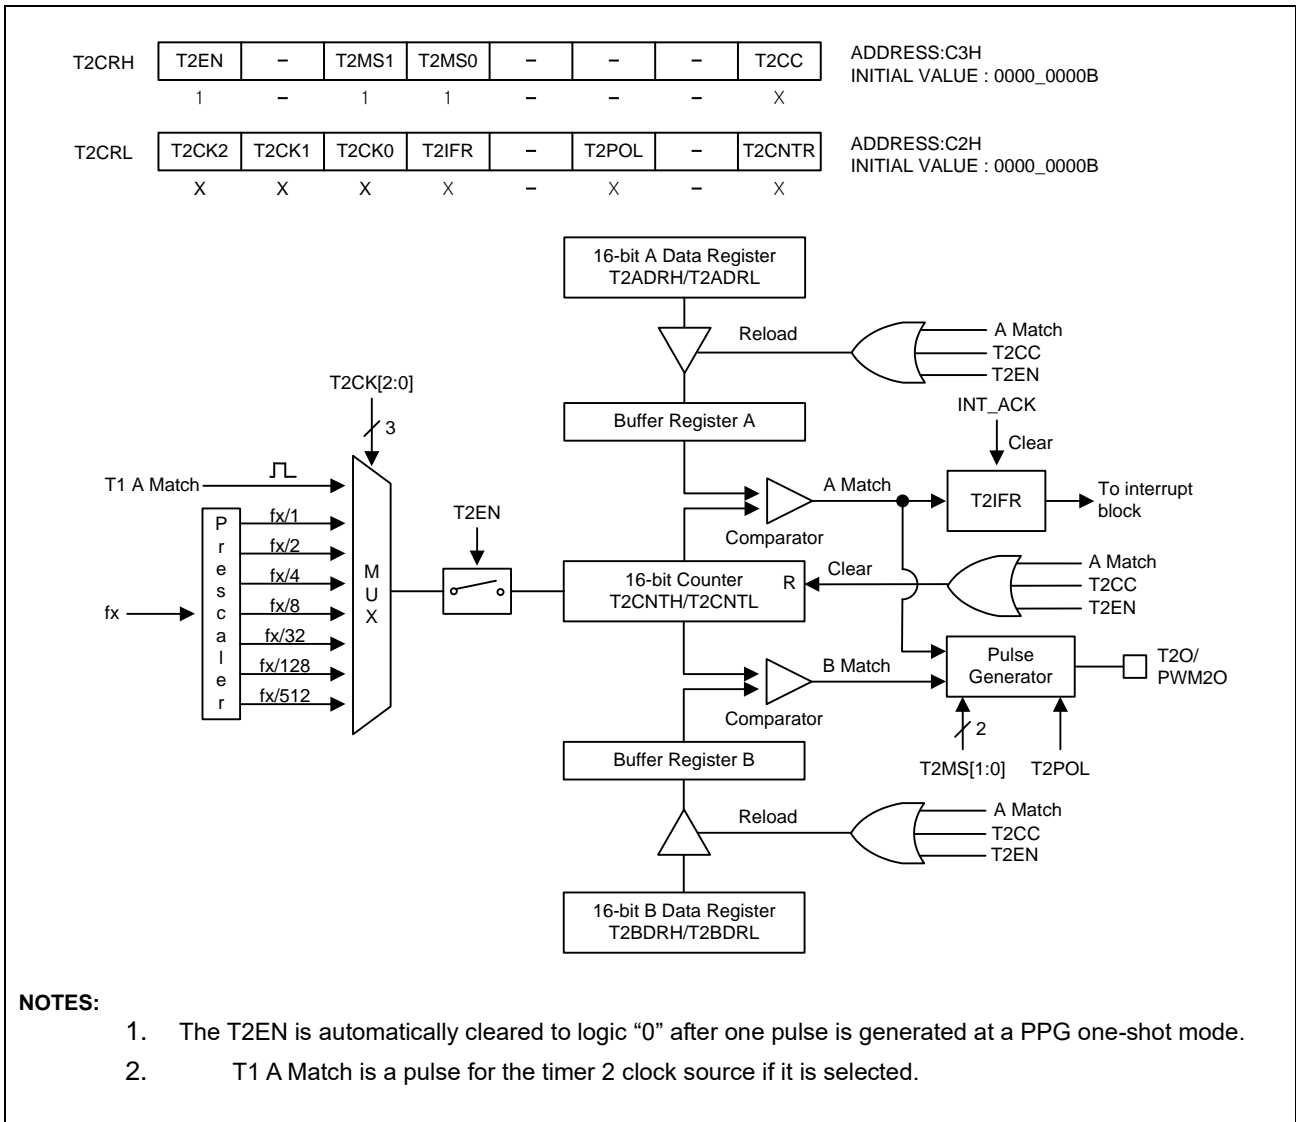 T2CRH T2EN – T2MS1 T2MS0 – – – T2CC ADDRESS:C3H
INITIAL VALUE : 0000_0000B
1 – 1 1 – – – X
T2CRL T2CK2 T2CK1 T2CK0 T2IFR – T2POL – T2CNTR ADDRESS:C2H
INITIAL VALUE : 0000_0000B
X X X X – X – X
16-bit A Data Register
T2ADRH/T2ADRL
Reload
A Match
T2CC
T2EN
T2CK[2:0]
3
Buffer Register A
INT_ACK
Clear
T1 A Match
A Match
T2IFR
To interrupt
block
Comparator
T2EN
Prescaler
fx/1
fx/2
fx/4
fx/8
fx/32
fx/128
fx/512
fx
MUX
16-bit Counter
T2CNTH/T2CNTL
R
Clear
A Match
T2CC
T2EN
B Match
Comparator
Pulse
Generator
T2O/
PWM2O
2
T2MS[1:0]
T2POL
Buffer Register B
Reload
A Match
T2CC
T2EN
16-bit B Data Register
T2BDRH/T2BDRL
NOTES:
1. The T2EN is automatically cleared to logic “0” after one pulse is generated at a PPG one-shot mode.
2. T1 A Match is a pulse for the timer 2 clock source if it is selected.